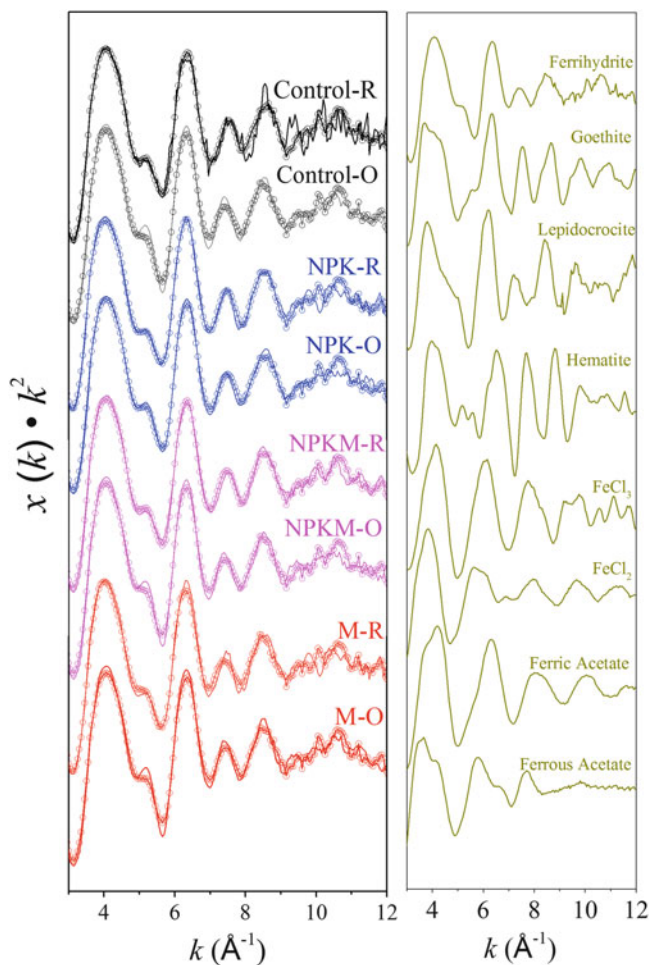 x (k) • k²
Control-R
Control-O
NPK-R
NPK-O
NPKM-R
NPKM-O
M-R
M-O
4 6 8 10 12
k (Å⁻¹)
Ferrihydrite
Goethite
Lepidocrocite
Hematite
FeCl₃
FeCl₂
Ferric Acetate
Ferrous Acetate
4 6 8 10 12
k (Å⁻¹)